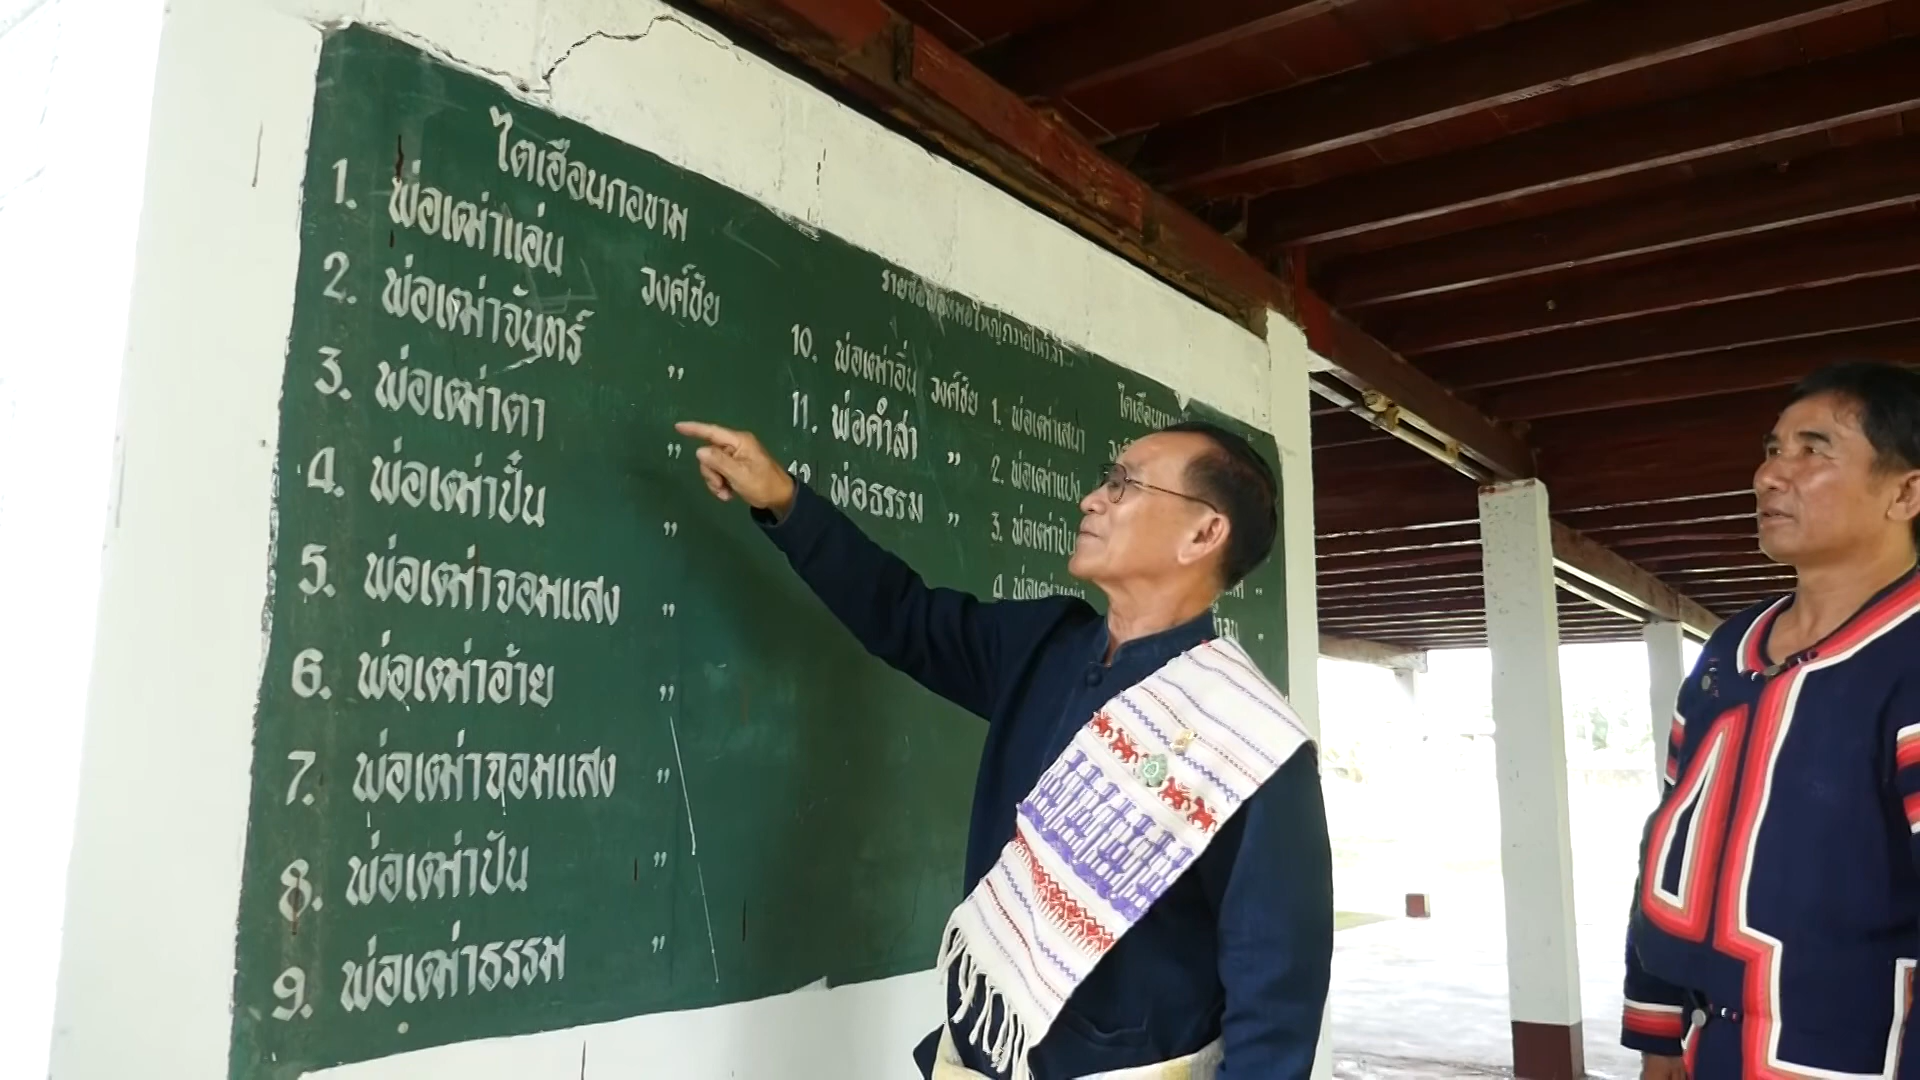 ไตเฮือนกอขาม
1. พ่อเฒ่าแอ่น วงศ์ชัย
2. พ่อเฒ่าจันทร์ "
3. พ่อเฒ่าตา "
4. พ่อเฒ่าปั๋น "
5. พ่อเฒ่าจอมแสง "
6. พ่อเฒ่าอ้าย "
7. พ่อเฒ่าจอมแสง "
8. พ่อเฒ่าปัน "
9. พ่อเฒ่าธรรม "
10. พ่อเฒ่าอิ่น วงศ์ชัย
11. พ่อคำสา "
พ่อธรรม "
1. พ่อเฒ่าเสนา
2. พ่อเฒ่าแปง
3. พ่อเฒ่าปัน
4. พ่อเฒ่า